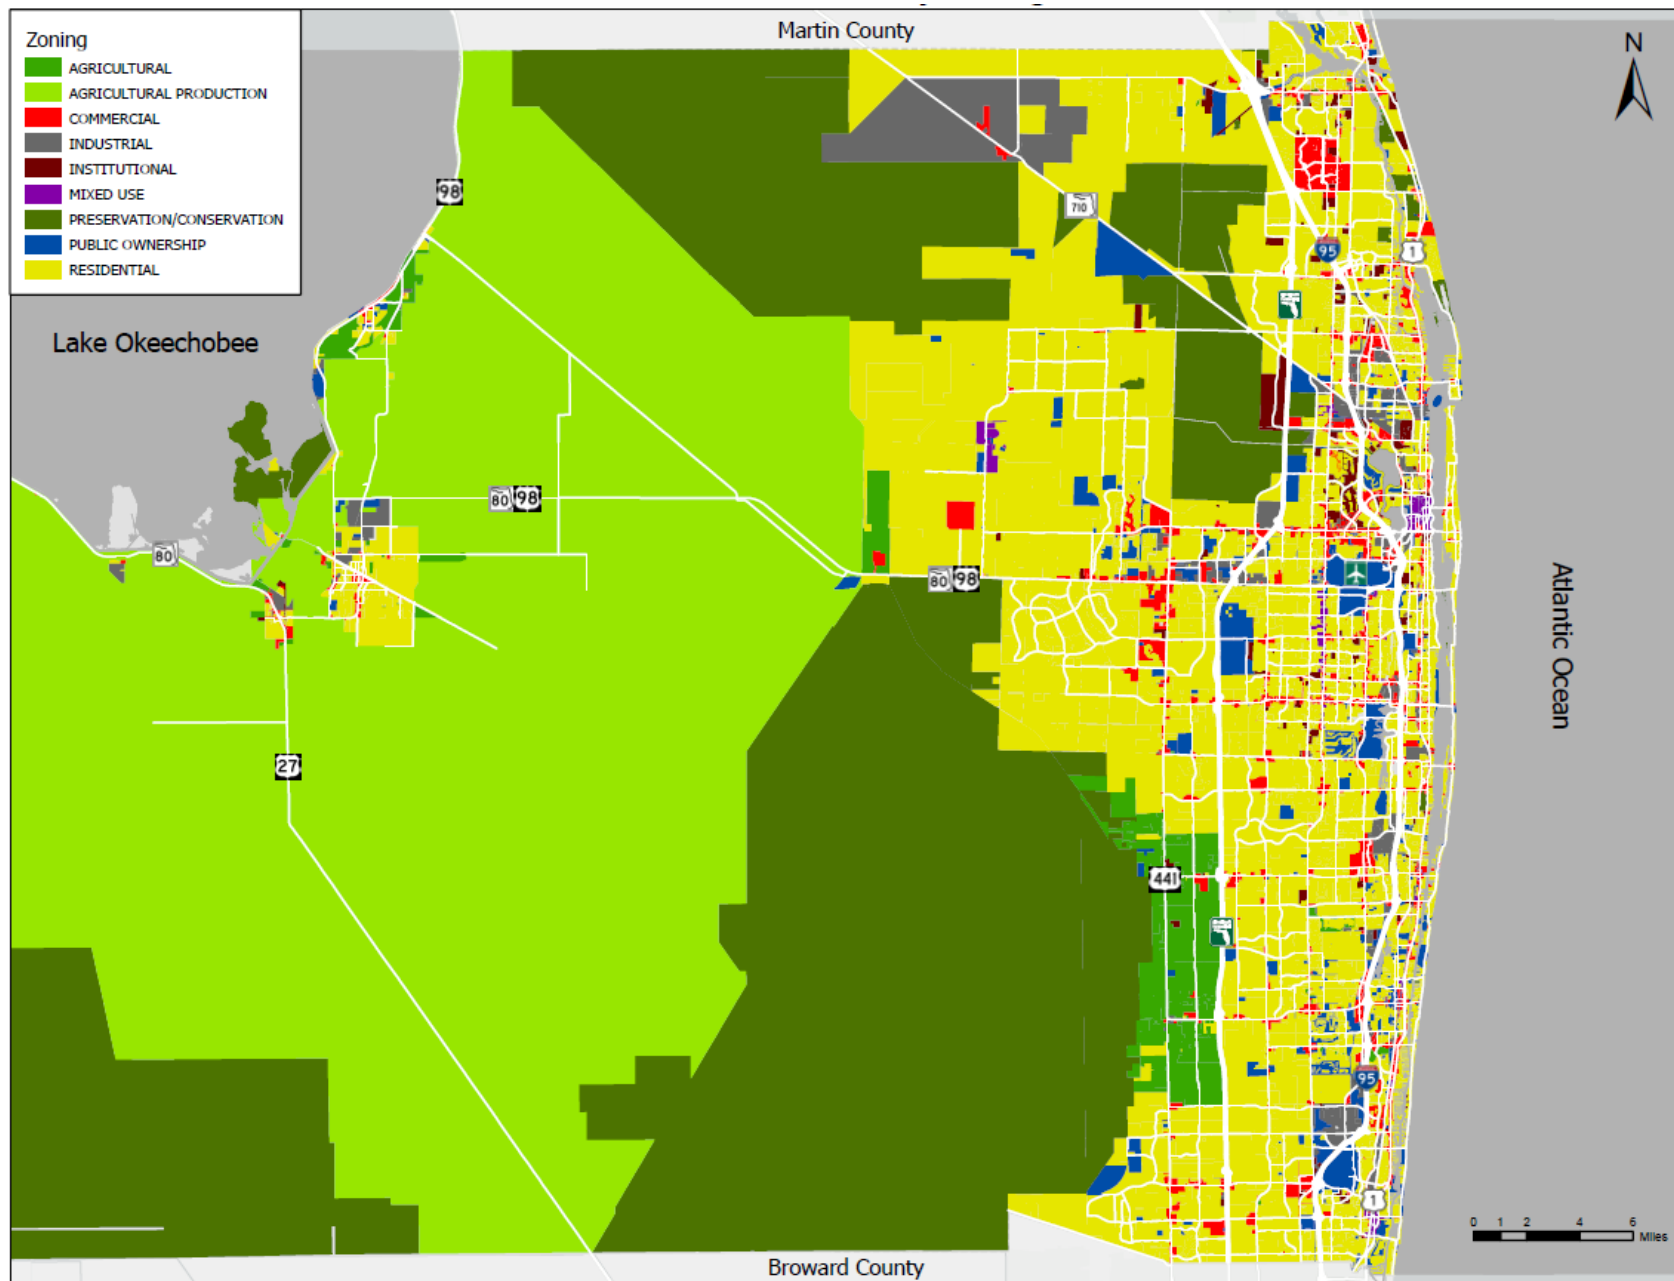 Martin County
Zoning
AGRICULTURAL
AGRICULTURAL PRODUCTION
COMMERCIAL
INDUSTRIAL
INSTITUTIONAL
MIXED USE
PRESERVATION/CONSERVATION
PUBLIC OWNERSHIP
RESIDENTIAL
N
98
710
95
1
Lake Okeechobee
80 98
80
80 98
Atlantic Ocean
27
441
95
1
0 1 2 4 6
Miles
Broward County